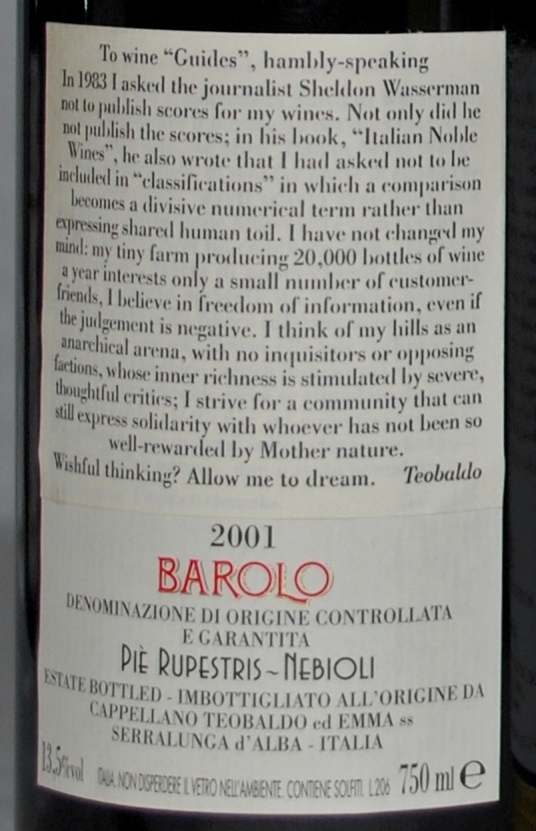 To wine “Guides”, hambly-speaking
In 1983 I asked the journalist Sheldon Wasserman
not to publish scores for my wines. Not only did he
not publish the scores; in his book, “Italian Noble
Wines”, he also wrote that I had asked not to be
included in “classifications” in which a comparison
becomes a divisive numerical term rather than
expressing shared human toil. I have not changed my
mind: my tiny farm producing 20,000 bottles of wine
a year interests only a small number of customer-
friends, I believe in freedom of information, even if
the judgement is negative. I think of my hills as an
anarchical arena, with no inquisitors or opposing
factions, whose inner richness is stimulated by severe,
thoughtful critics; I strive for a community that can
still express solidarity with whoever has not been so
well-rewarded by Mother nature.
Wishful thinking? Allow me to dream. Teobaldo
2001
BAROLO
DENOMINAZIONE DI ORIGINE CONTROLLATA
E GARANTITA
PIÈ RUPESTRIS ~ NEBIOLI
ESTATE BOTTLED - IMBOTTIGLIATO ALL'ORIGINE DA
CAPPELLANO TEOBALDO ed EMMA ss
SERRALUNGA d'ALBA - ITALIA
13,5%vol ITALIA. NON DISPERDERE IL VETRO NELL'AMBIENTE. CONTIENE SOLFITI. L.206 750 ml e